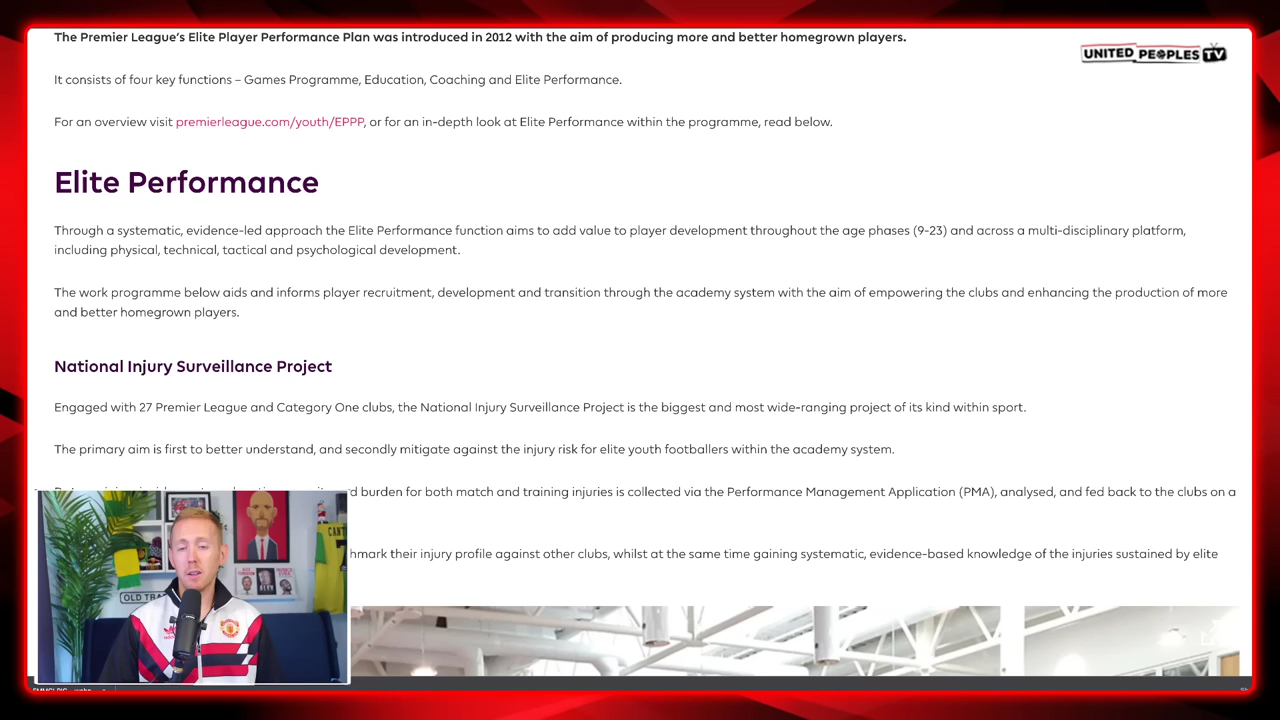 The Premier League's Elite Player Performance Plan was introduced in 2012 with the aim of producing more and better homegrown players.
UNITED PEOPLES TV
It consists of four key functions – Games Programme, Education, Coaching and Elite Performance.
For an overview visit premierleague.com/youth/EPPP, or for an in-depth look at Elite Performance within the programme, read below.
Elite Performance
Through a systematic, evidence-led approach the Elite Performance function aims to add value to player development throughout the age phases (9-23) and across a multi-disciplinary platform,
including physical, technical, tactical and psychological development.
The work programme below aids and informs player recruitment, development and transition through the academy system with the aim of empowering the clubs and enhancing the production of more
and better homegrown players.
National Injury Surveillance Project
Engaged with 27 Premier League and Category One clubs, the National Injury Surveillance Project is the biggest and most wide-ranging project of its kind within sport.
The primary aim is first to better understand, and secondly mitigate against the injury risk for elite youth footballers within the academy system.
burden for both match and training injuries is collected via the Performance Management Application (PMA), analysed, and fed back to the clubs on a
their injury profile against other clubs, whilst at the same time gaining systematic, evidence-based knowledge of the injuries sustained by elite
CANT
OLD TRA